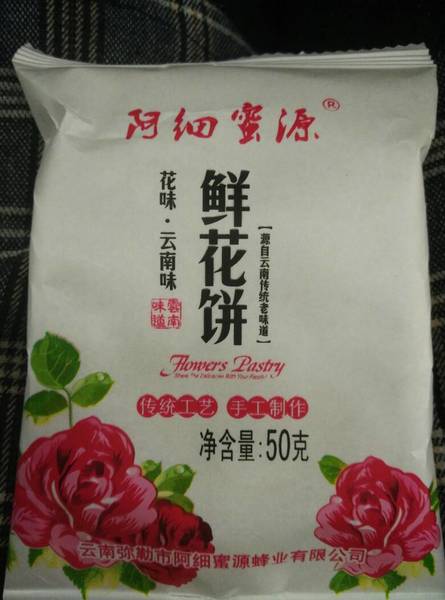 阿细蜜源®
花味·云南味
鲜花饼
【源自云南传统老味道】
雲南
味道
Flowers Pastry
传统工艺 手工制作
净含量:50克
云南弥勒市阿细蜜源蜂业有限公司